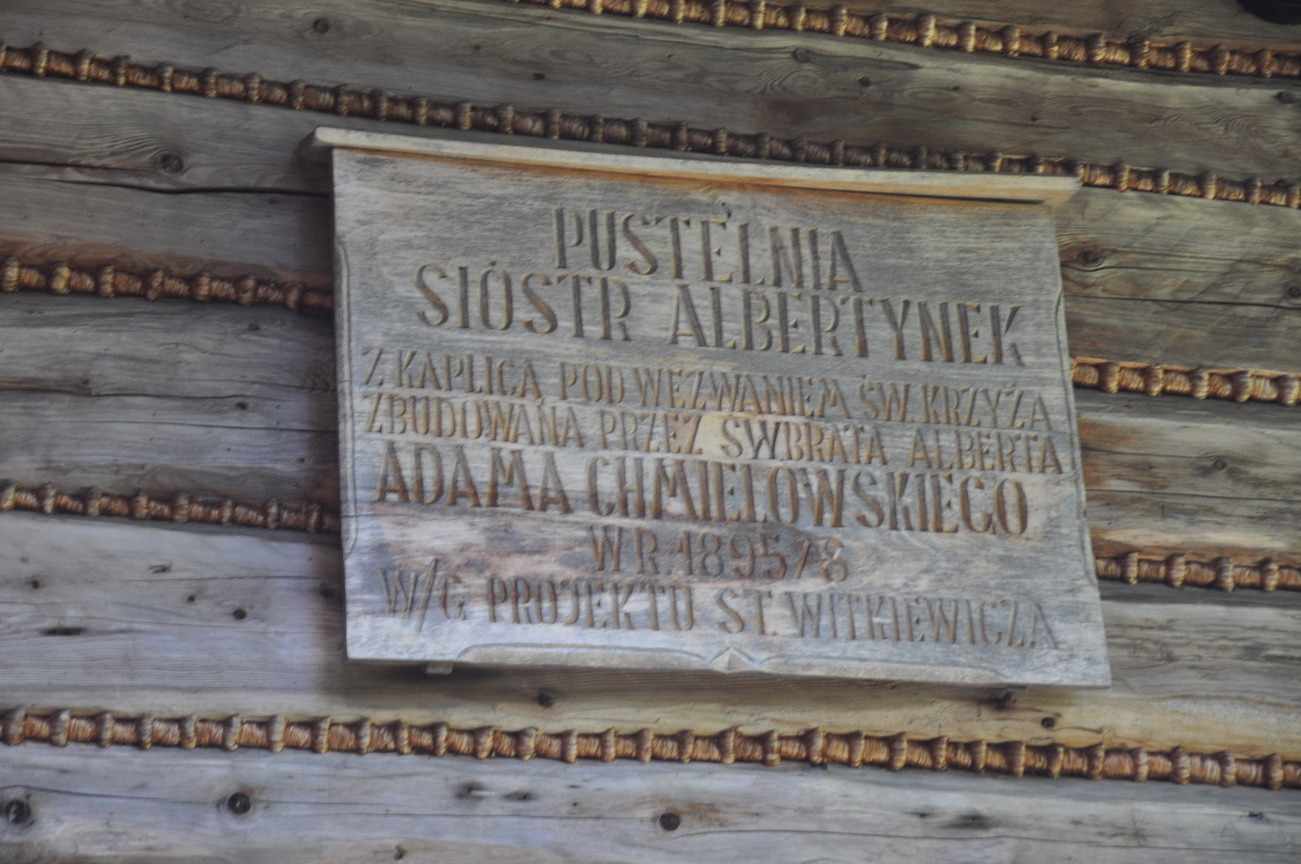 PUSTELNIA
SIÓSTR ALBERTYNEK
Z KAPLICĄ POD WEZWANIEM ŚW. KRZYŻA
ZBUDOWANA PRZEZ ŚW BRATA ALBERTA
ADAMA CHMIELOWSKIEGO
W R. 1895/8
W/G PROJEKTU ST. WITKIEWICZA